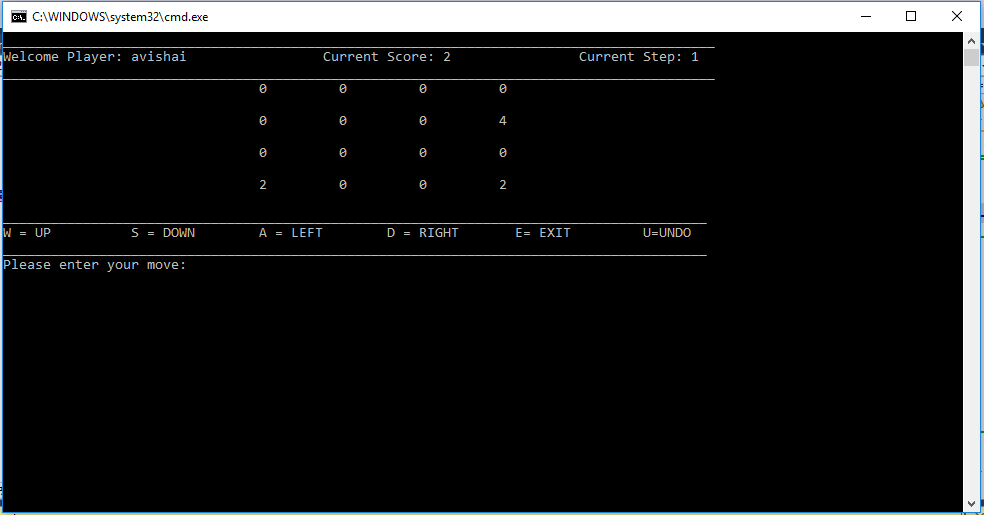 C:\WINDOWS\system32\cmd.exe
Welcome Player: avishai Current Score: 2 Current Step: 1
0 0 0 0
0 0 0 4
0 0 0 0
2 0 0 2
W = UP S = DOWN A = LEFT D = RIGHT E= EXIT U=UNDO
Please enter your move: